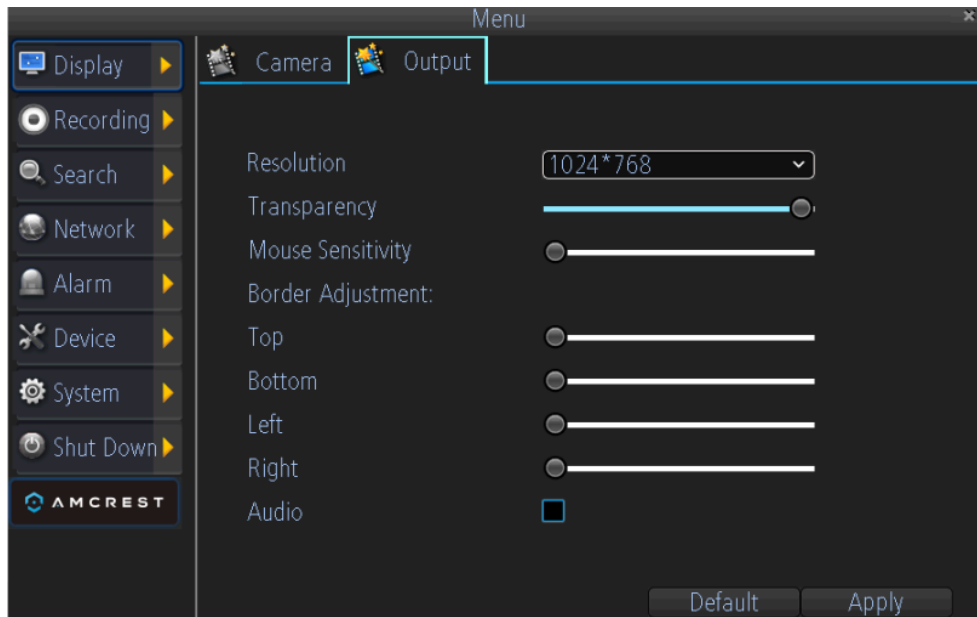 Menu
Display
Recording
Search
Network
Alarm
Device
System
Shut Down
AMCREST
Camera
Output
Resolution
1024*768
Transparency
Mouse Sensitivity
Border Adjustment:
Top
Bottom
Left
Right
Audio
Default
Apply